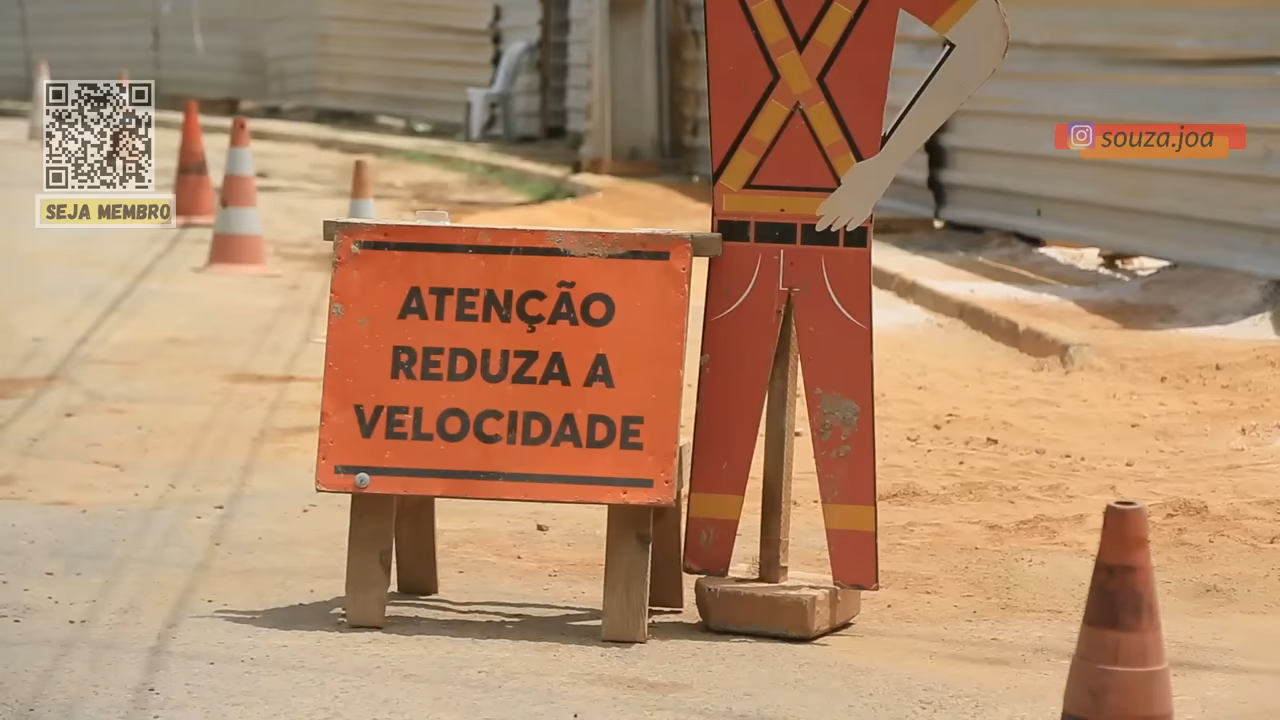 SEJA MEMBRO
souza.joa
ATENÇÃO
REDUZA A
VELOCIDADE